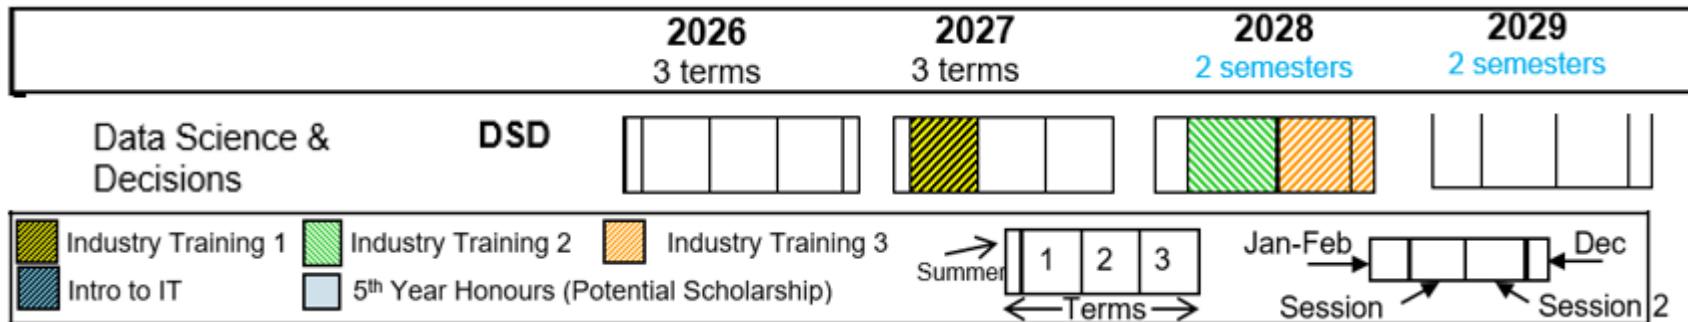 2026 2027 2028 2029
3 terms 3 terms 2 semesters 2 semesters
Data Science & DSD
Decisions
Industry Training 1 Industry Training 2 Industry Training 3
Intro to IT 5th Year Honours (Potential Scholarship)
Summer 1 2 3
Terms
Jan-Feb Dec
Session Session 2